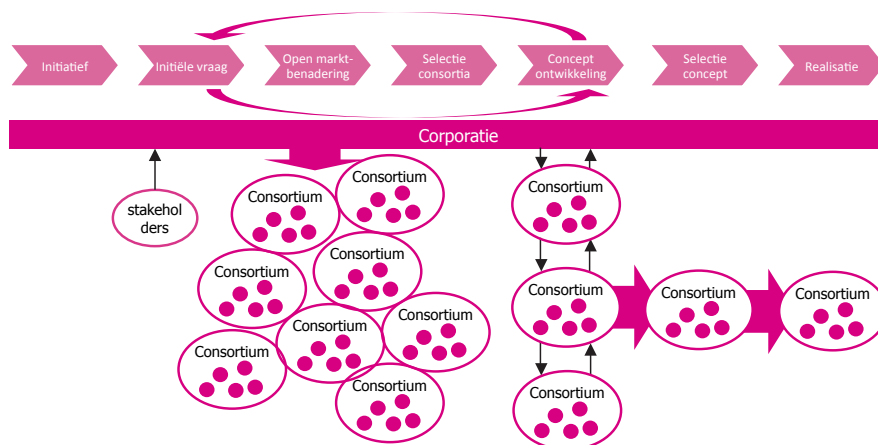 Initiatief
Initiële vraag
Open markt-
benadering
Selectie
consortia
Concept
ontwikkeling
Selectie
concept
Realisatie
Corporatie
stakehol
ders
Consortium
Consortium
Consortium
Consortium
Consortium
Consortium
Consortium
Consortium
Consortium
Consortium
Consortium
Consortium
Consortium